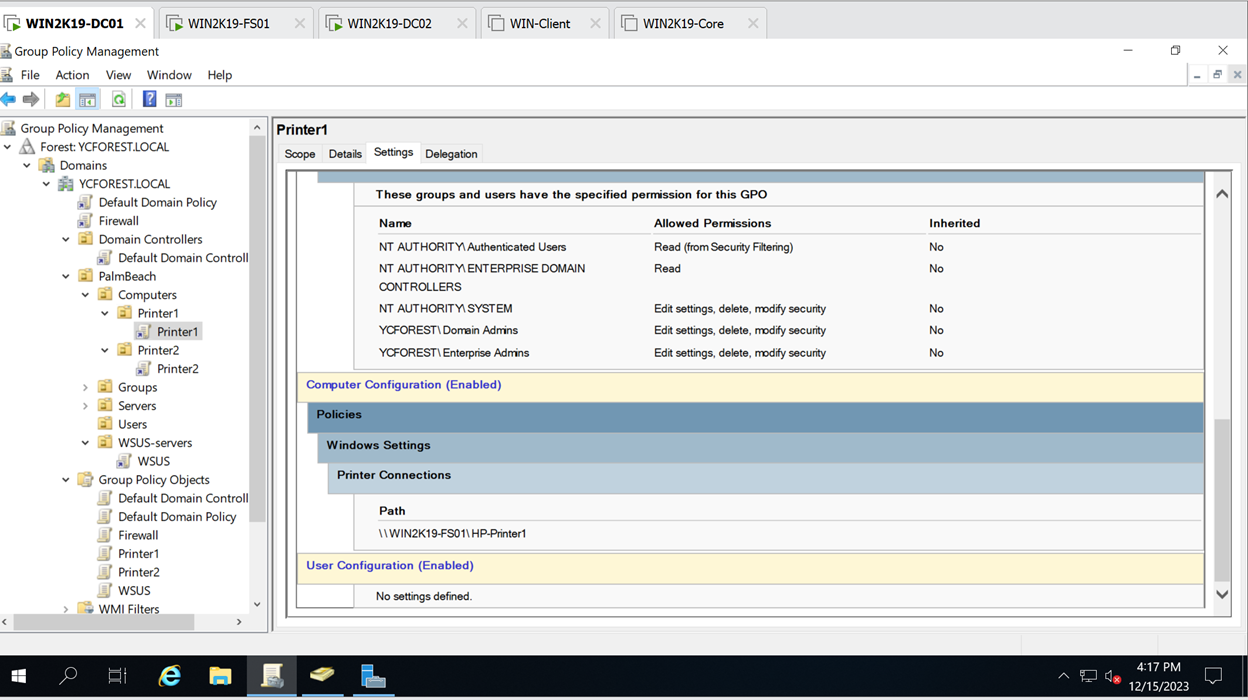 WIN2K19-DC01
WIN2K19-FS01
WIN2K19-DC02
WIN-Client
WIN2K19-Core
Group Policy Management
File Action View Window Help
Group Policy Management
Forest: YCFOREST.LOCAL
Domains
YCFOREST.LOCAL
Default Domain Policy
Firewall
Domain Controllers
Default Domain Controll
PalmBeach
Computers
Printer1
Printer1
Printer2
Printer2
Groups
Servers
Users
WSUS-servers
WSUS
Group Policy Objects
Default Domain Controll
Default Domain Policy
Firewall
Printer1
Printer2
WSUS
WMI Filters
Printer1
Scope Details Settings Delegation
These groups and users have the specified permission for this GPO
Name Allowed Permissions Inherited
NT AUTHORITY\Authenticated Users Read (from Security Filtering) No
NT AUTHORITY\ENTERPRISE DOMAIN Read No
CONTROLLERS
NT AUTHORITY\SYSTEM Edit settings, delete, modify security No
YCFOREST\Domain Admins Edit settings, delete, modify security No
YCFOREST\Enterprise Admins Edit settings, delete, modify security No
Computer Configuration (Enabled)
Policies
Windows Settings
Printer Connections
Path
\\WIN2K19-FS01\HP-Printer1
User Configuration (Enabled)
No settings defined.
4:17 PM
12/15/2023